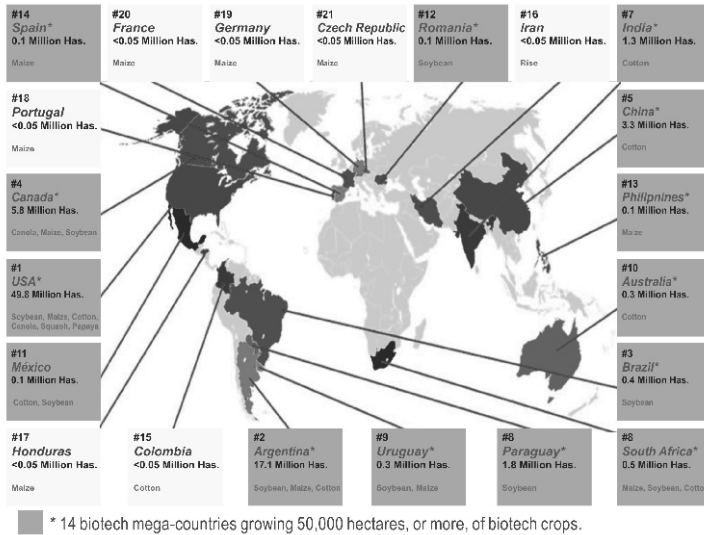 #14
Spain*
0.1 Million Has.
Maize
#20
France
<0.05 Million Has.
Maize
#19
Germany
<0.05 Million Has.
Maize
#21
Czech Republic
<0.05 Million Has.
Maize
#12
Romania*
0.1 Million Has.
Soybean
#16
Iran
<0.05 Million Has.
Rise
#7
India*
1.3 Million Has.
Cotton
#18
Portugal
<0.05 Million Has.
Maize
#5
China*
3.3 Million Has.
Cotton
#4
Canada*
5.8 Million Has.
Canola, Maize, Soybean
#13
Philipnines*
0.1 Million Has.
Maize
#1
USA*
49.8 Million Has.
Soybean, Maize, Cotton,
Canola, Squash, Papaya
#10
Australia*
0.3 Million Has.
Cotton
#11
México
0.1 Million Has.
Cotton, Soybean
#3
Brazil*
0.4 Million Has.
Soybean
#17
Honduras
<0.05 Million Has.
Maize
#15
Colombia
<0.05 Million Has.
Cotton
#2
Argentina*
17.1 Million Has.
Soybean, Maize, Cotton
#9
Uruguay*
0.3 Million Has.
Soybean, Maize
#8
Paraguay*
1.8 Million Has.
Soybean
#8
South Africa*
0.5 Million Has.
Maize, Soybean, Cotto
* 14 biotech mega-countries growing 50,000 hectares, or more, of biotech crops.